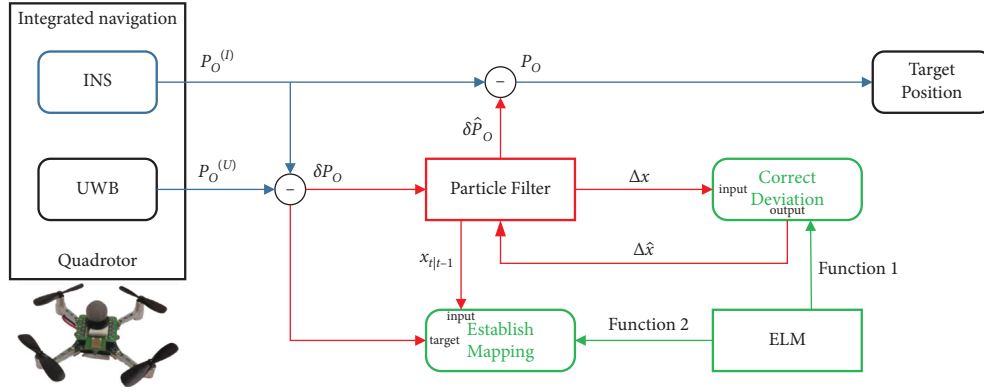 Integrated navigation
INS
P_O^(I)
−
P_O
Target
Position
δP̂_O
UWB
P_O^(U)
−
δP_O
Particle Filter
Δx
input
Correct
Deviation
output
x_t|t−1
Δx̂
Function 1
Quadrotor
input
target
Establish
Mapping
Function 2
ELM